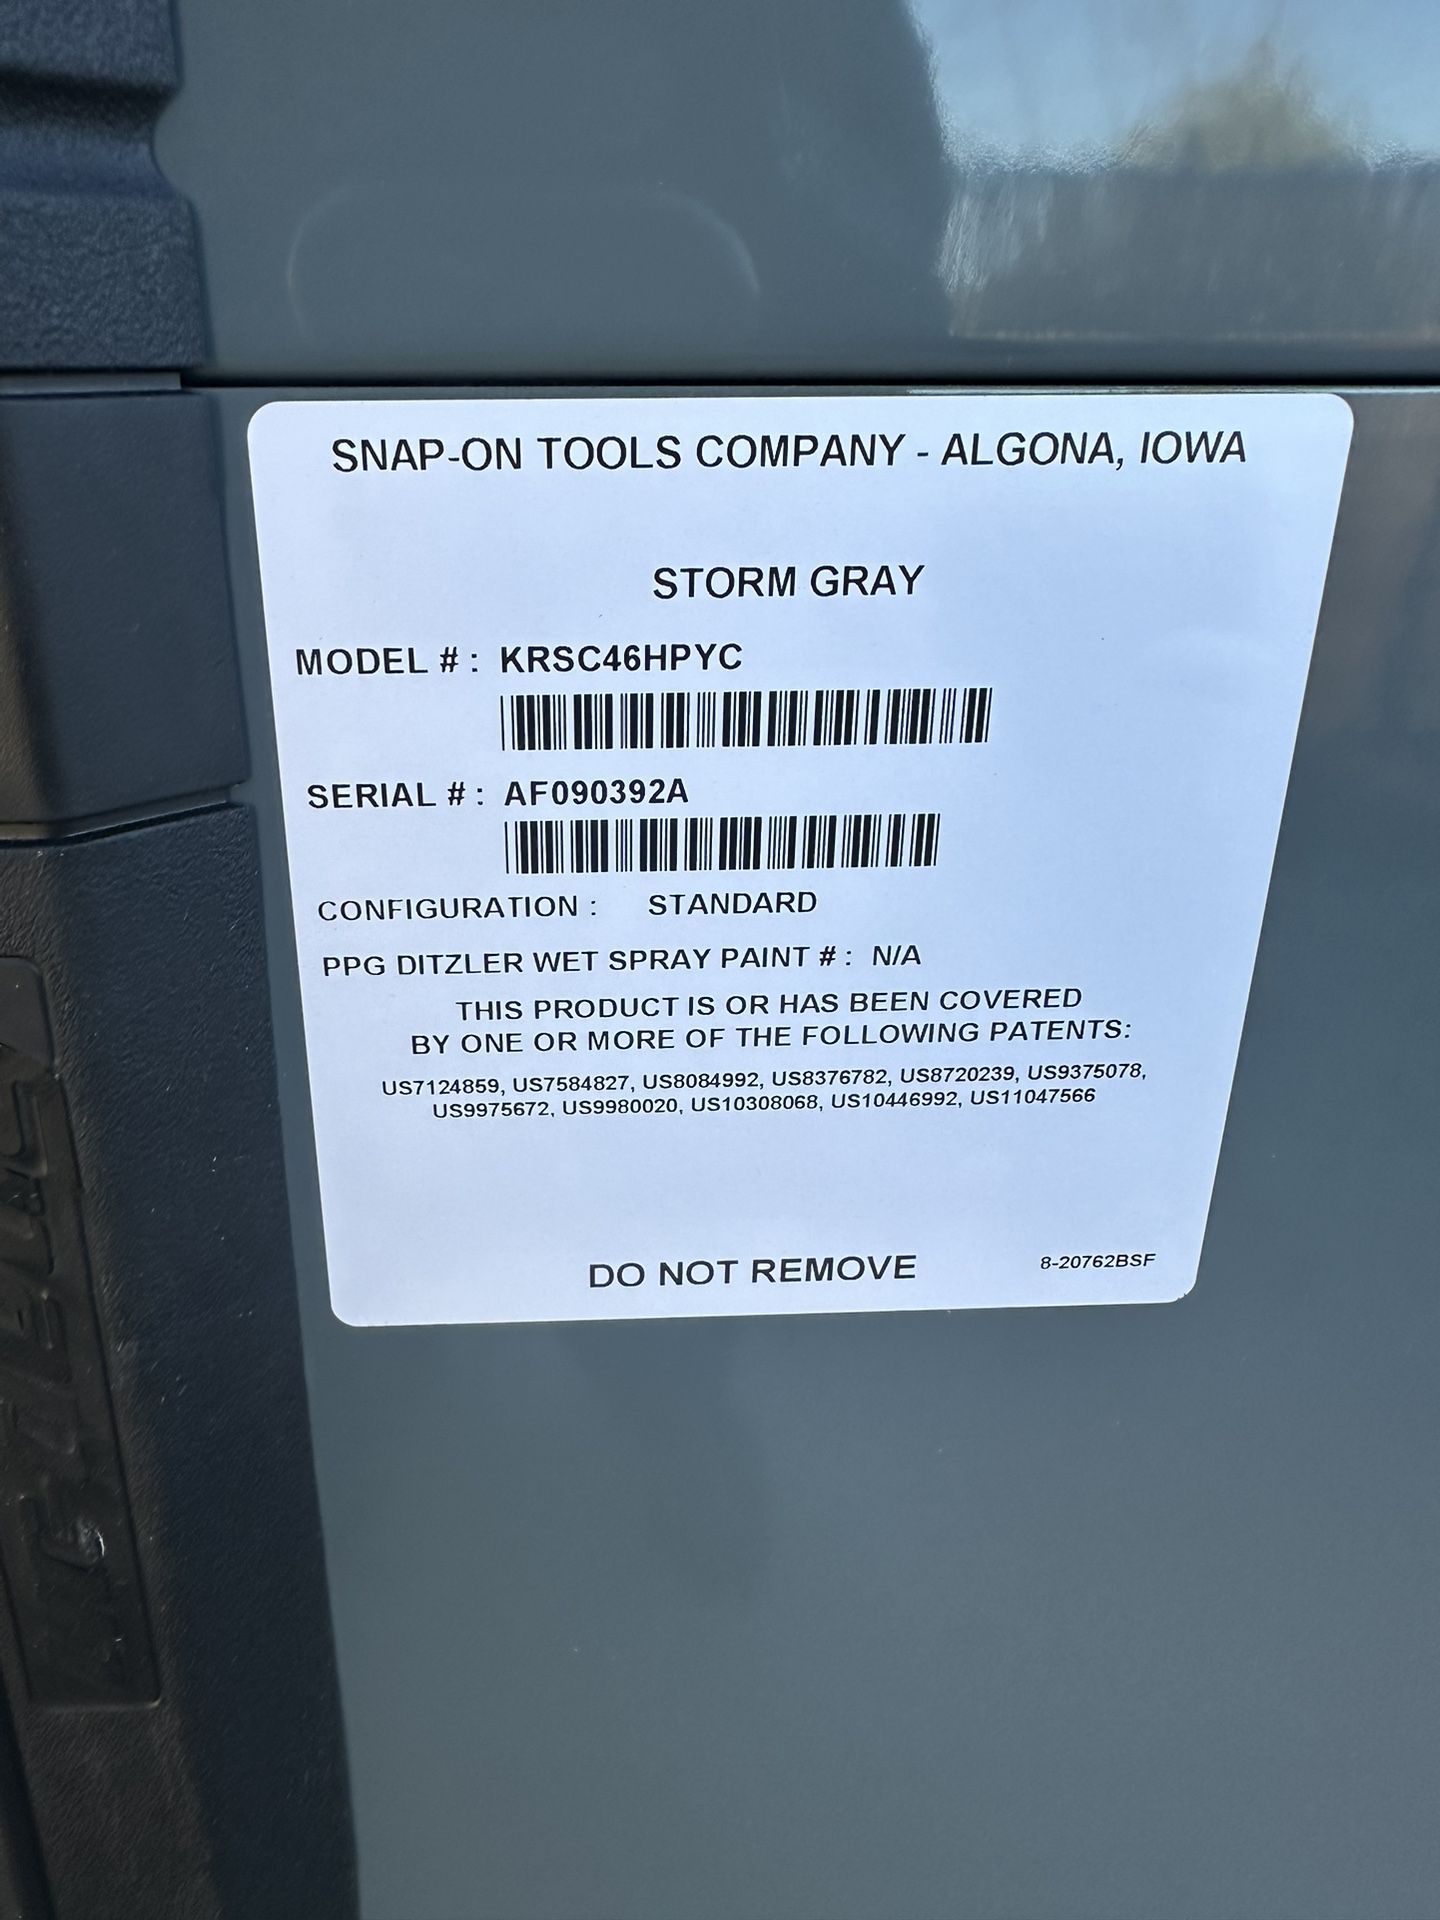 SNAP-ON TOOLS COMPANY - ALGONA, IOWA
STORM GRAY
MODEL # : KRSC46HPYC
SERIAL # : AF090392A
CONFIGURATION : STANDARD
PPG DITZLER WET SPRAY PAINT # : N/A
THIS PRODUCT IS OR HAS BEEN COVERED
BY ONE OR MORE OF THE FOLLOWING PATENTS:
US7124859, US7584827, US8084992, US8376782, US8720239, US9375078,
US9975672, US9980020, US10308068, US10446992, US11047566
DO NOT REMOVE 8-20762BSF